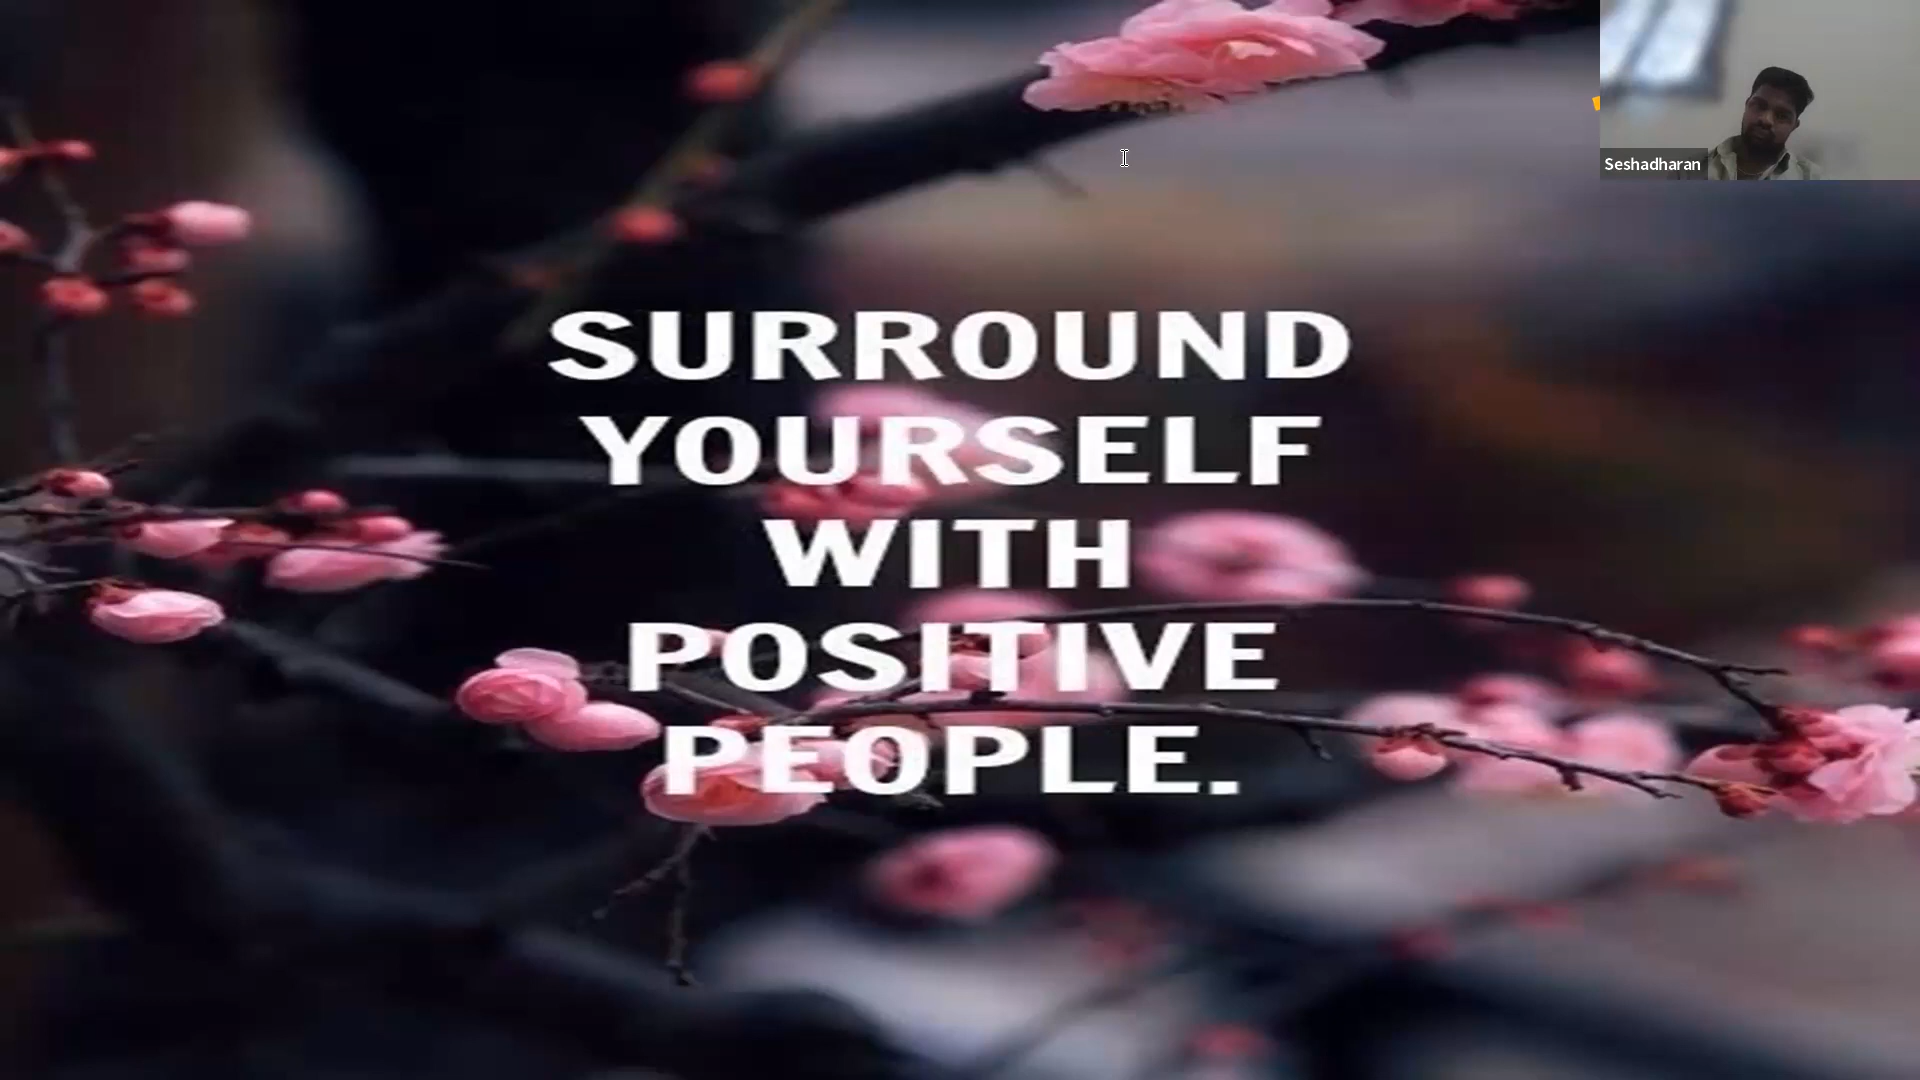 Seshadharan
SURROUND
YOURSELF
WITH
POSITIVE
PEOPLE.